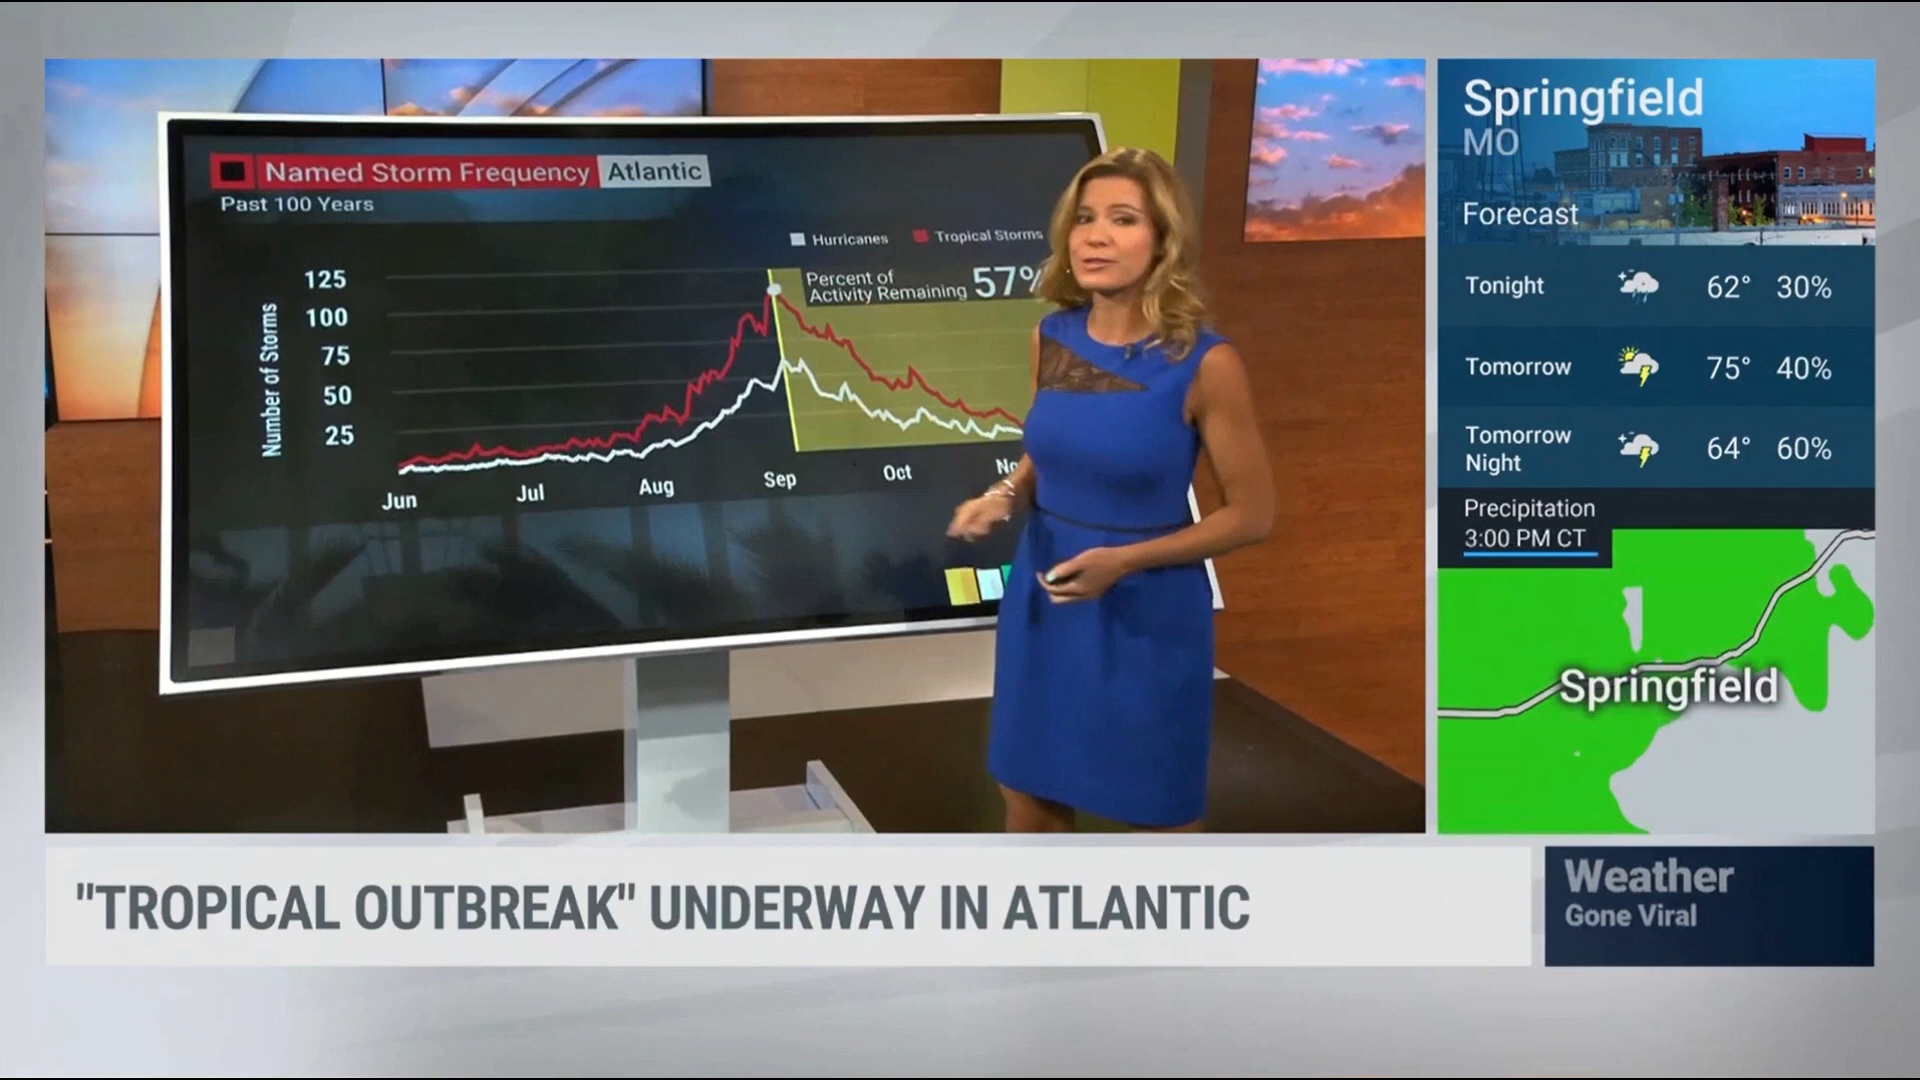 Named Storm Frequency Atlantic
Past 100 Years
Hurricanes Tropical Storms
Percent of
Activity Remaining 57%
Number of Storms
125
100
75
50
25
Jun Jul Aug Sep Oct
Springfield
MO
Forecast
Tonight 62° 30%
Tomorrow 75° 40%
Tomorrow
Night 64° 60%
Precipitation
3:00 PM CT
Springfield
"TROPICAL OUTBREAK" UNDERWAY IN ATLANTIC
Weather
Gone Viral